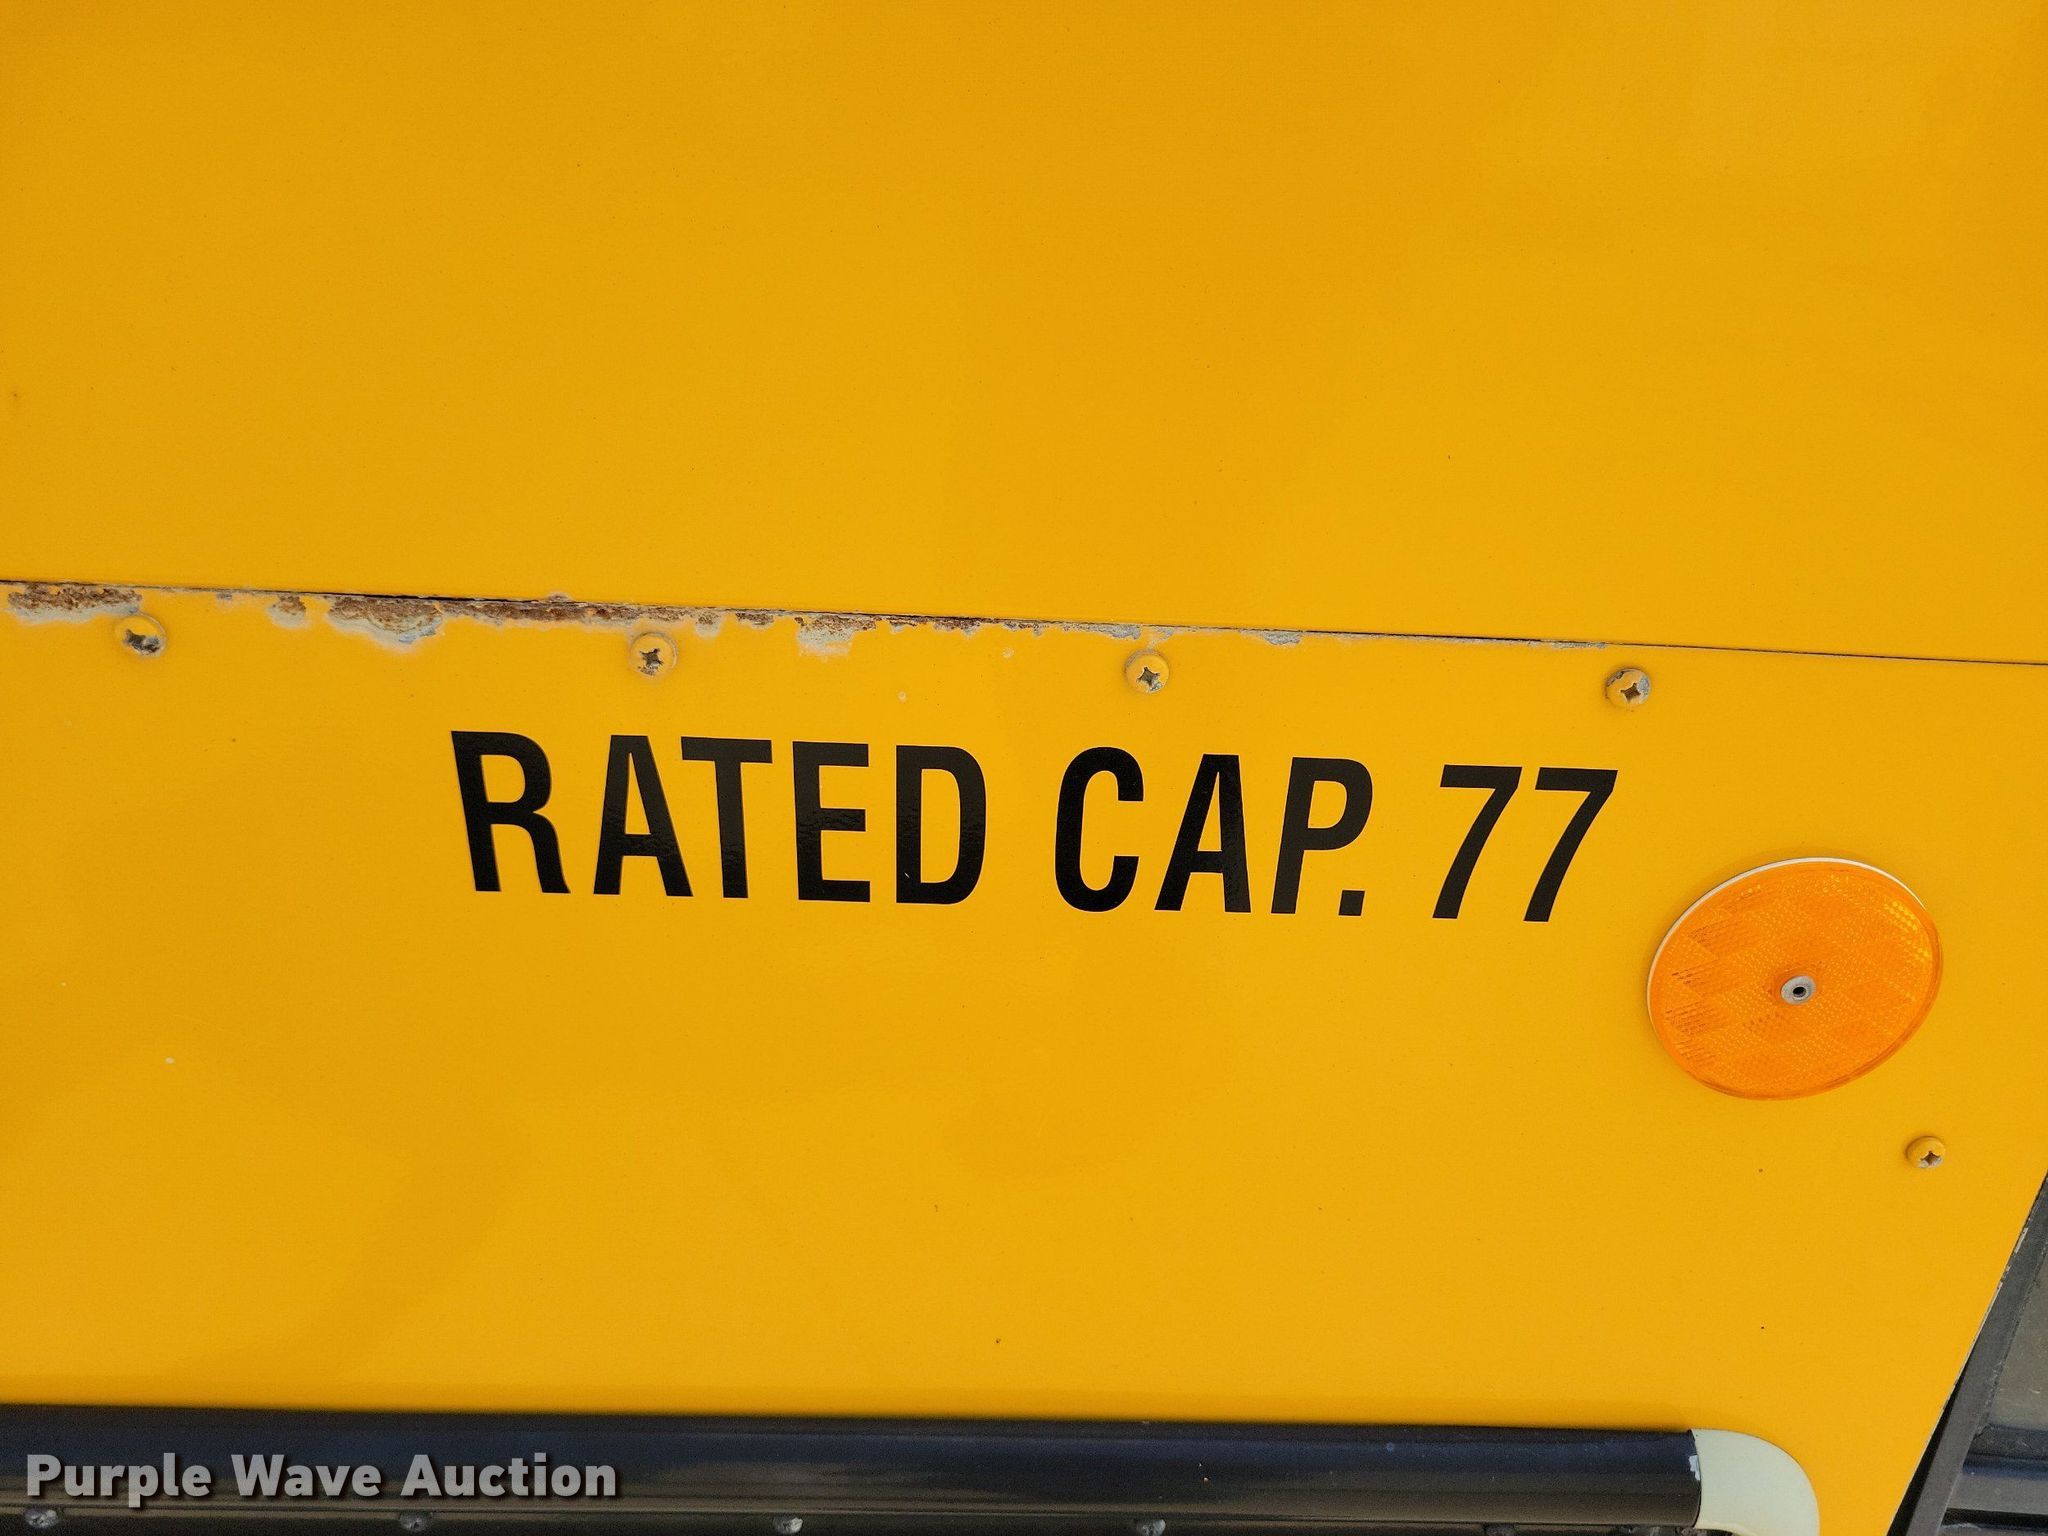 RATED CAP. 77
Purple Wave Auction